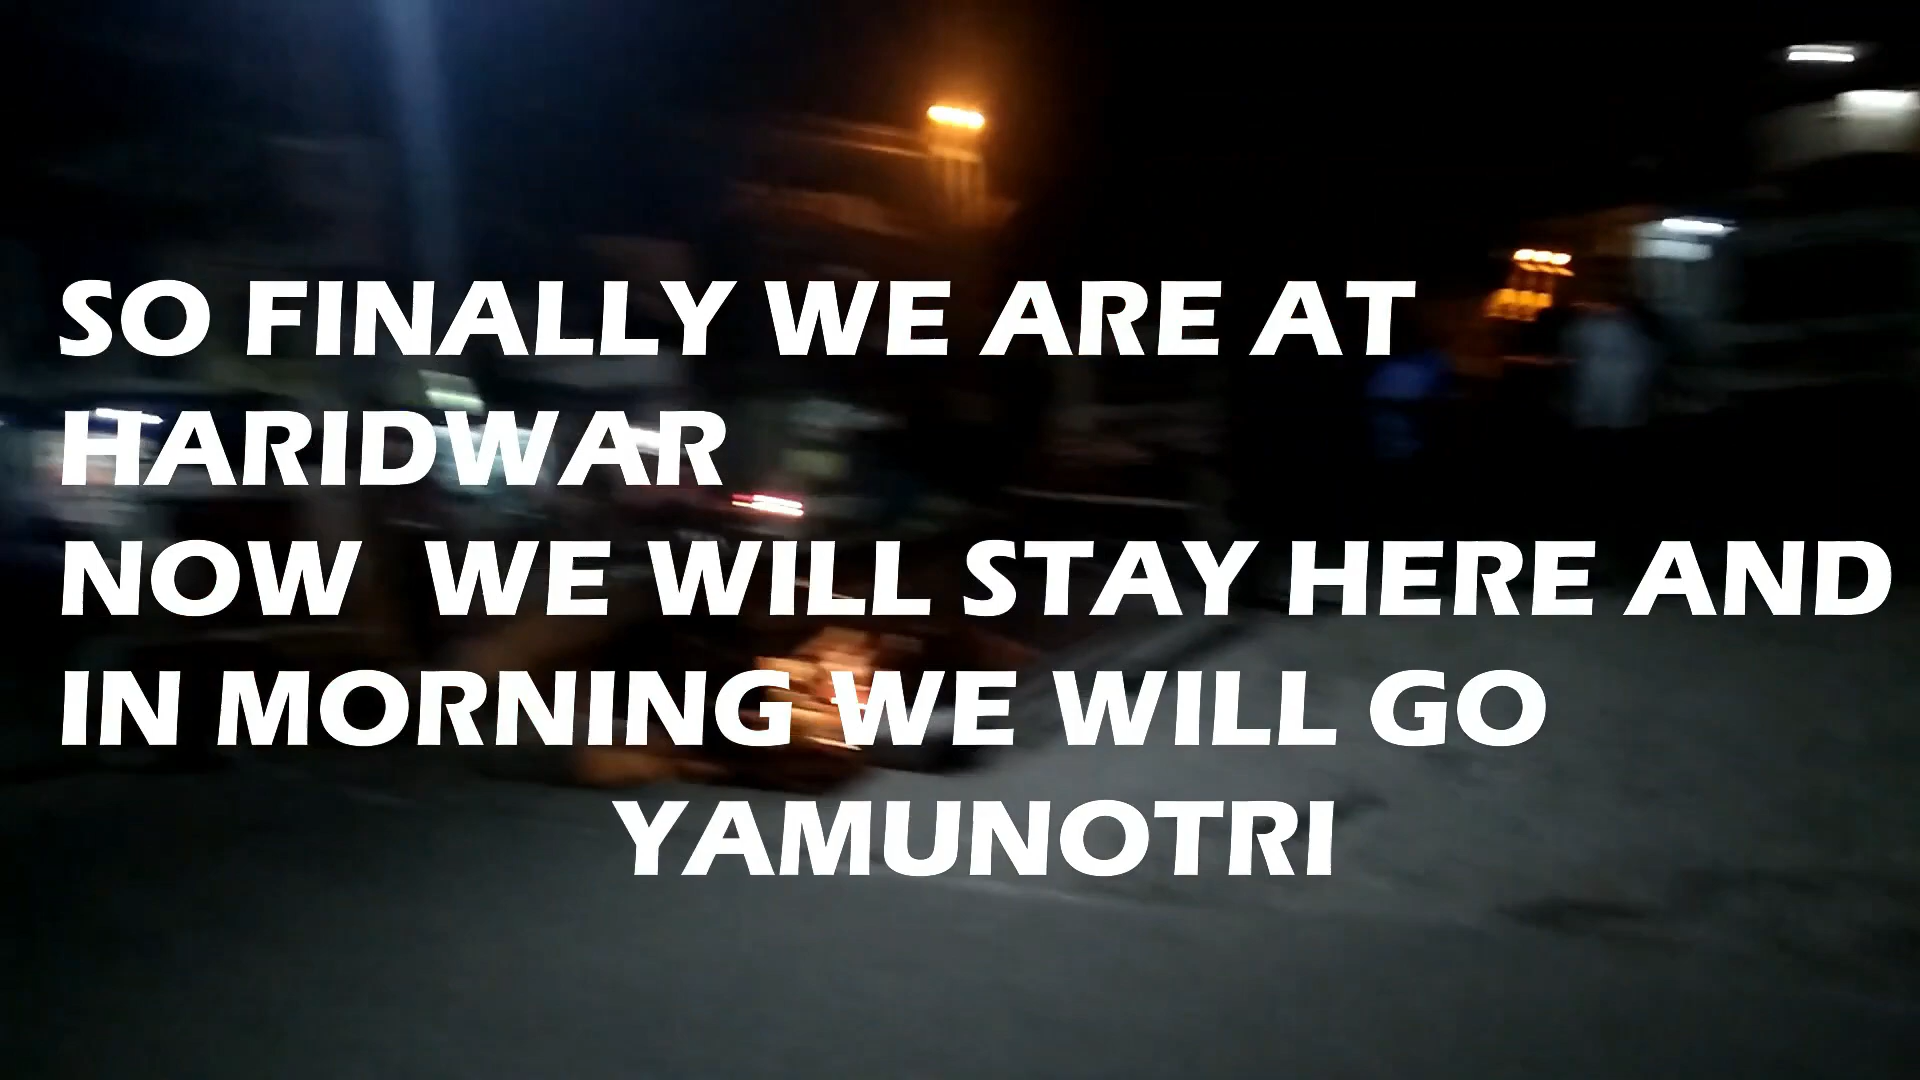 SO FINALLY WE ARE AT
HARIDWAR
NOW  WE WILL STAY HERE AND
IN MORNING WE WILL GO
YAMUNOTRI